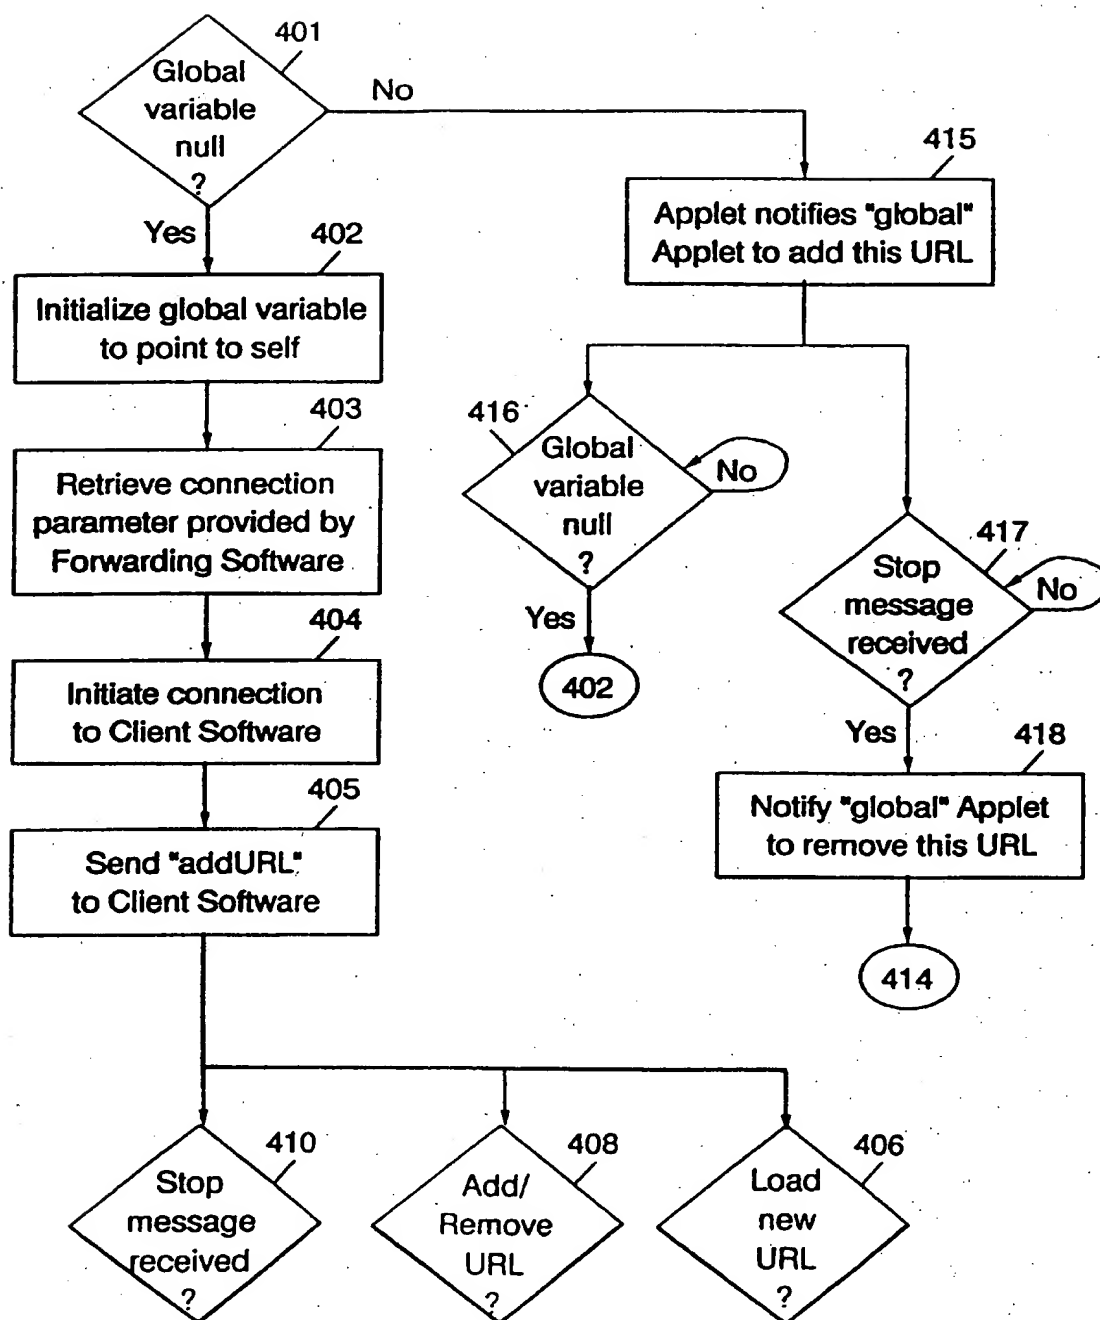 401
Global
variable
null
?
No
Yes
402
Initialize global variable
to point to self
403
Retrieve connection
parameter provided by
Forwarding Software
404
Initiate connection
to Client Software
405
Send "addURL"
to Client Software
410
Stop
message
received
?
408
Add/
Remove
URL
?
406
Load
new
URL
?
415
Applet notifies "global"
Applet to add this URL
416
Global
variable
null
?
No
Yes
402
417
Stop
message
received
?
No
Yes
418
Notify "global" Applet
to remove this URL
414